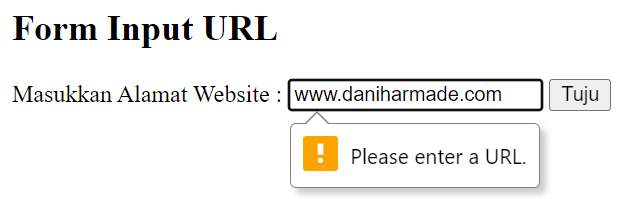 Form Input URL
Masukkan Alamat Website : www.daniharmade.com Tuju
Please enter a URL.